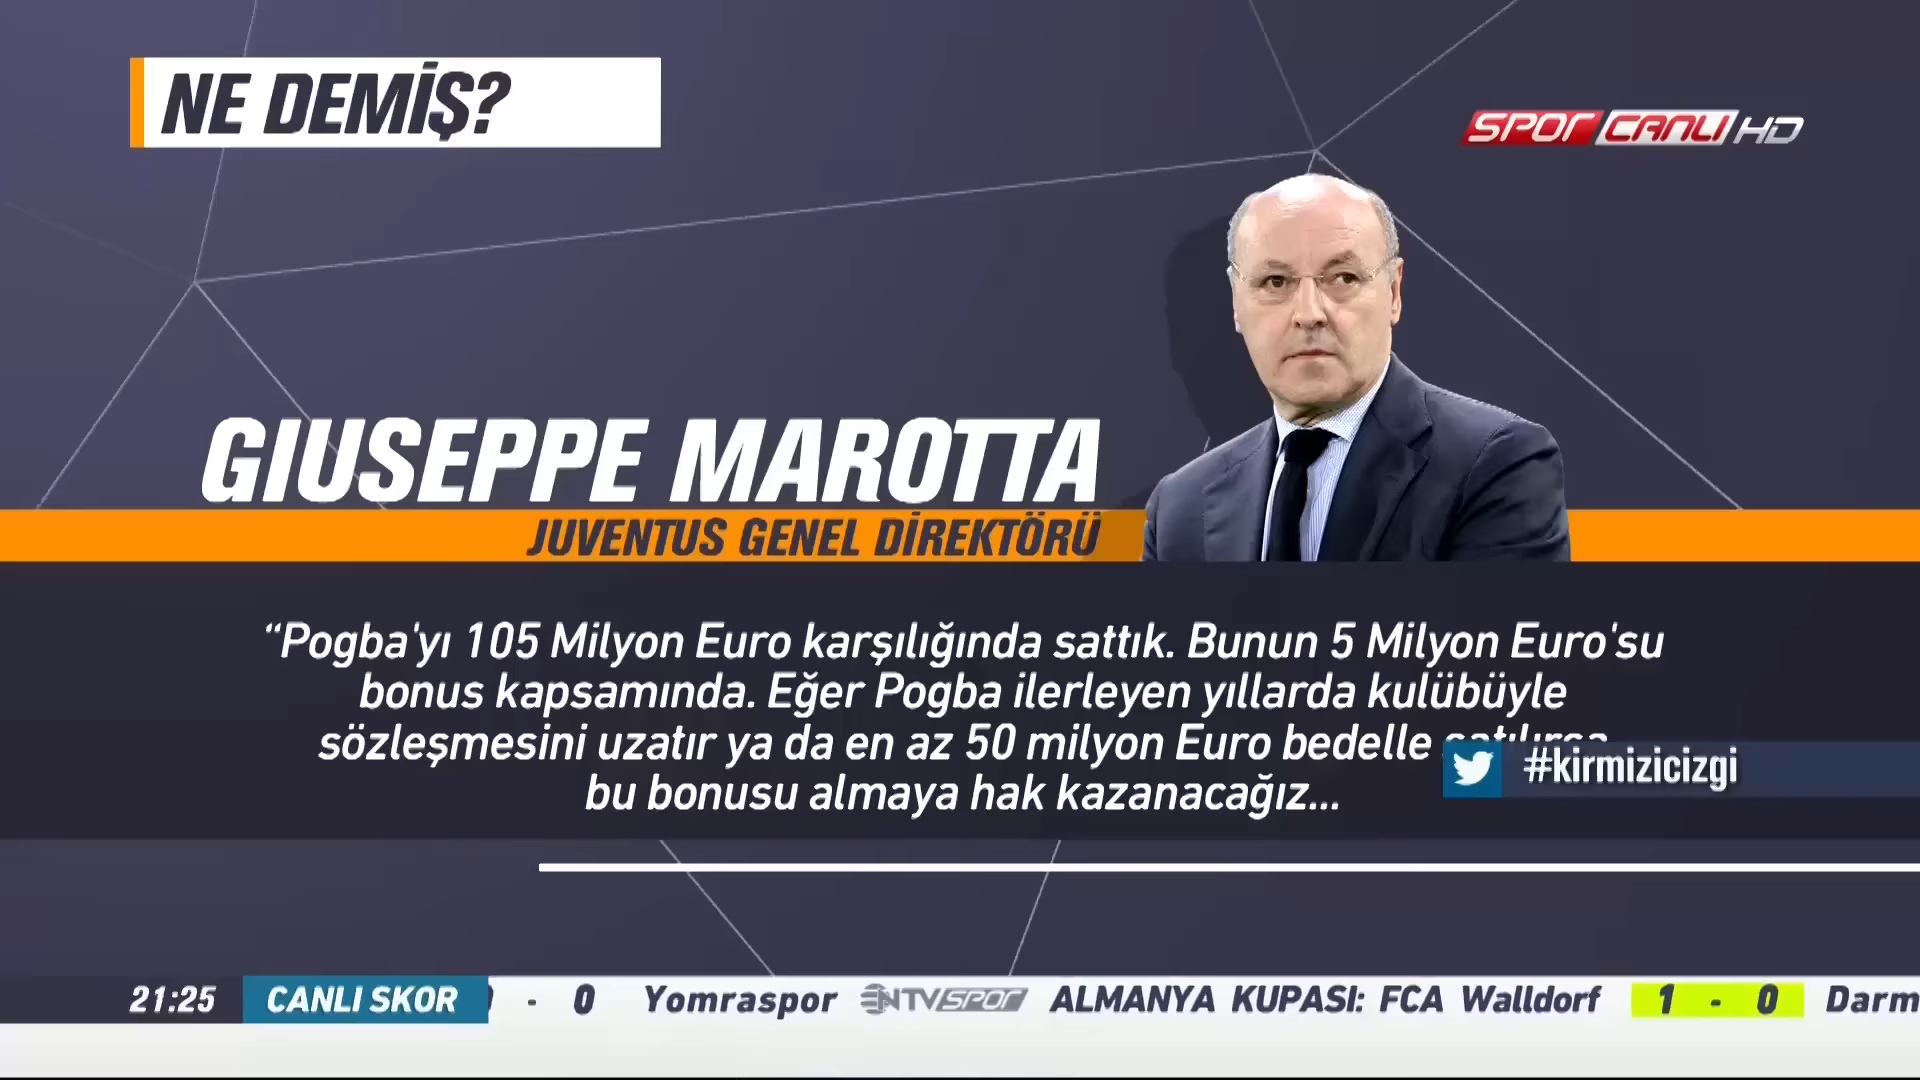 NE DEMİŞ?
SPOR CANLI HD
GIUSEPPE MAROTTA
JUVENTUS GENEL DİREKTÖRÜ
“Pogba'yı 105 Milyon Euro karşılığında sattık. Bunun 5 Milyon Euro'su
bonus kapsamında. Eğer Pogba ilerleyen yıllarda kulübüyle
sözleşmesini uzatır ya da en az 50 milyon Euro bedelle
#kirmizicizgi
bu bonusu almaya hak kazanacağız...
21:25 CANLI SKOR - 0 Yomraspor NTVSPOR ALMANYA KUPASI: FCA Walldorf 1 - 0 Darm